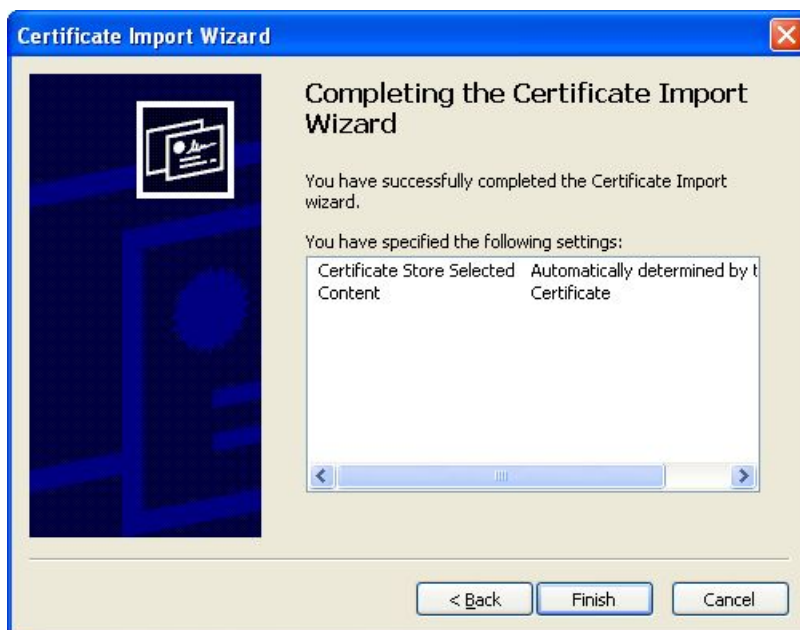 Certificate Import Wizard
Completing the Certificate Import
Wizard
You have successfully completed the Certificate Import
wizard.
You have specified the following settings:
Certificate Store Selected Automatically determined by t
Content Certificate
< Back Finish Cancel